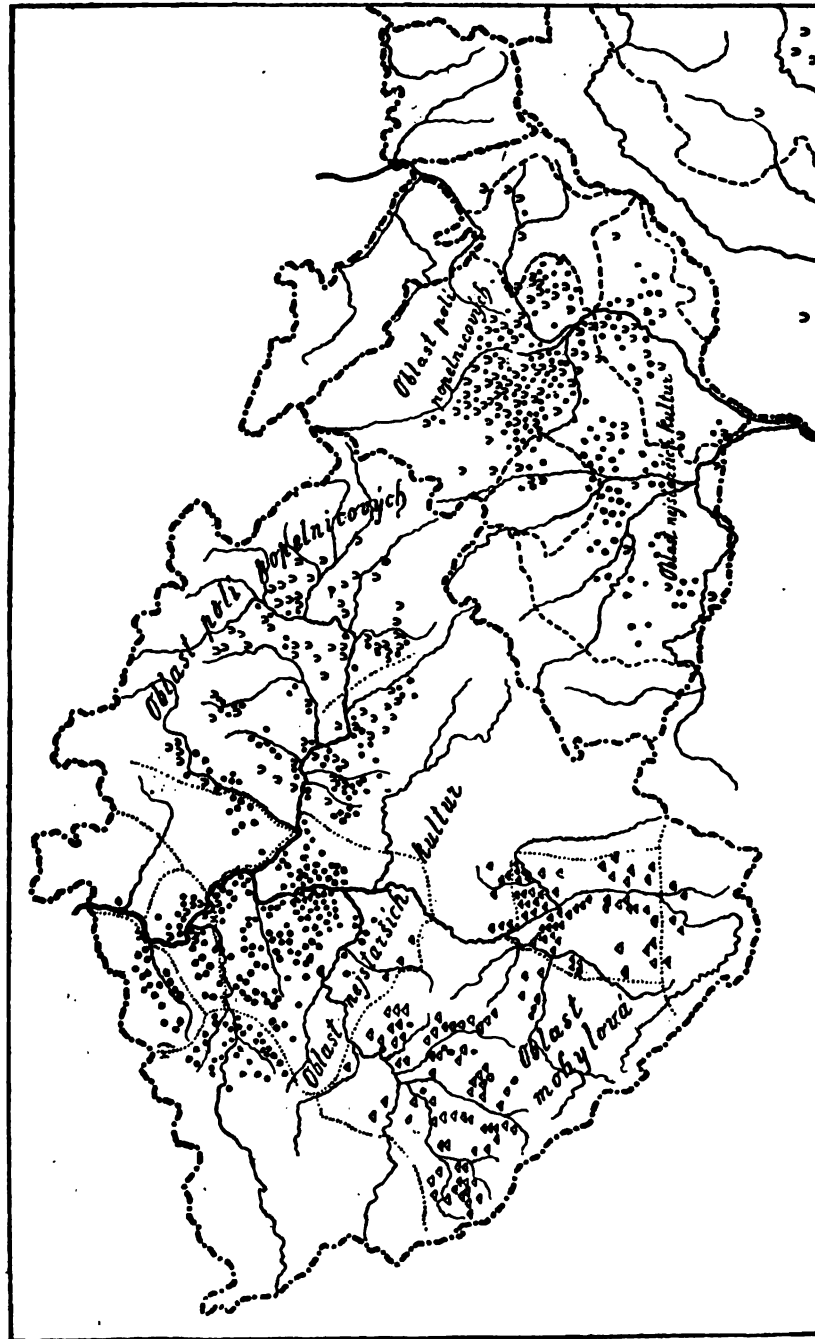 Oblast polí
popelnicových
Oblast polí popelnicových
Oblast nejstarších kultur
Oblast nejstarších kultur
Oblast
mohylová